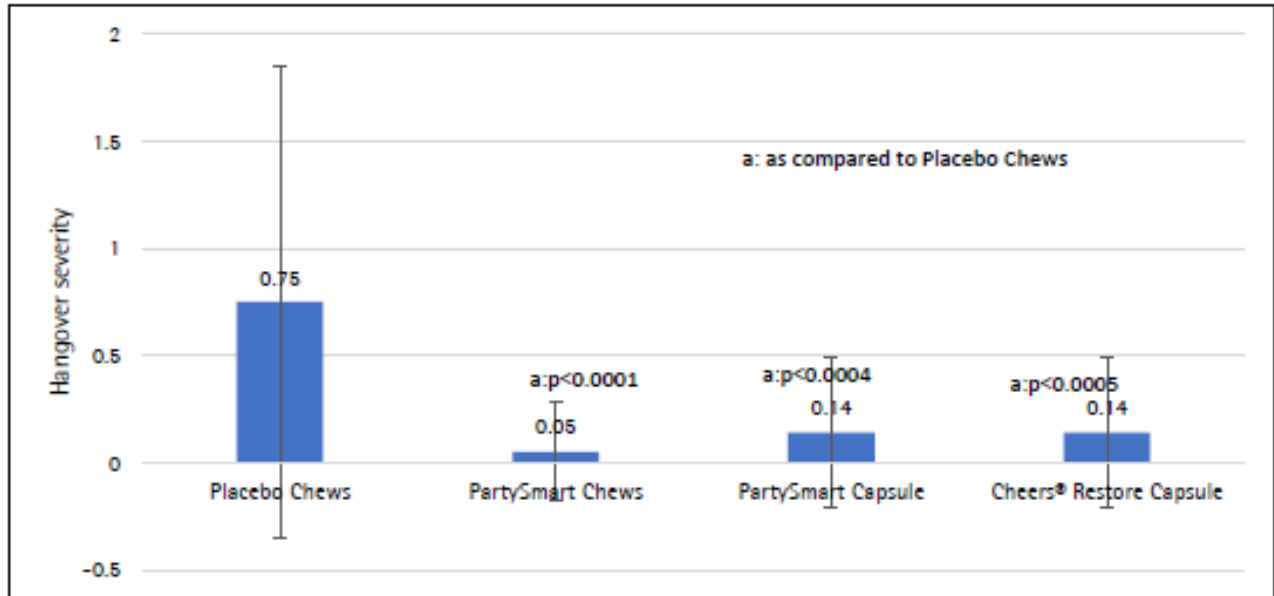 2
1.5
a: as compared to Placebo Chews
Hangover severity
1
0.75
0.5
a:p<0.0001
a:p<0.0004
a:p<0.0005
0.05
0.14
0.14
0
Placebo Chews
PartySmart Chews
PartySmart Capsule
Cheers® Restore Capsule
-0.5